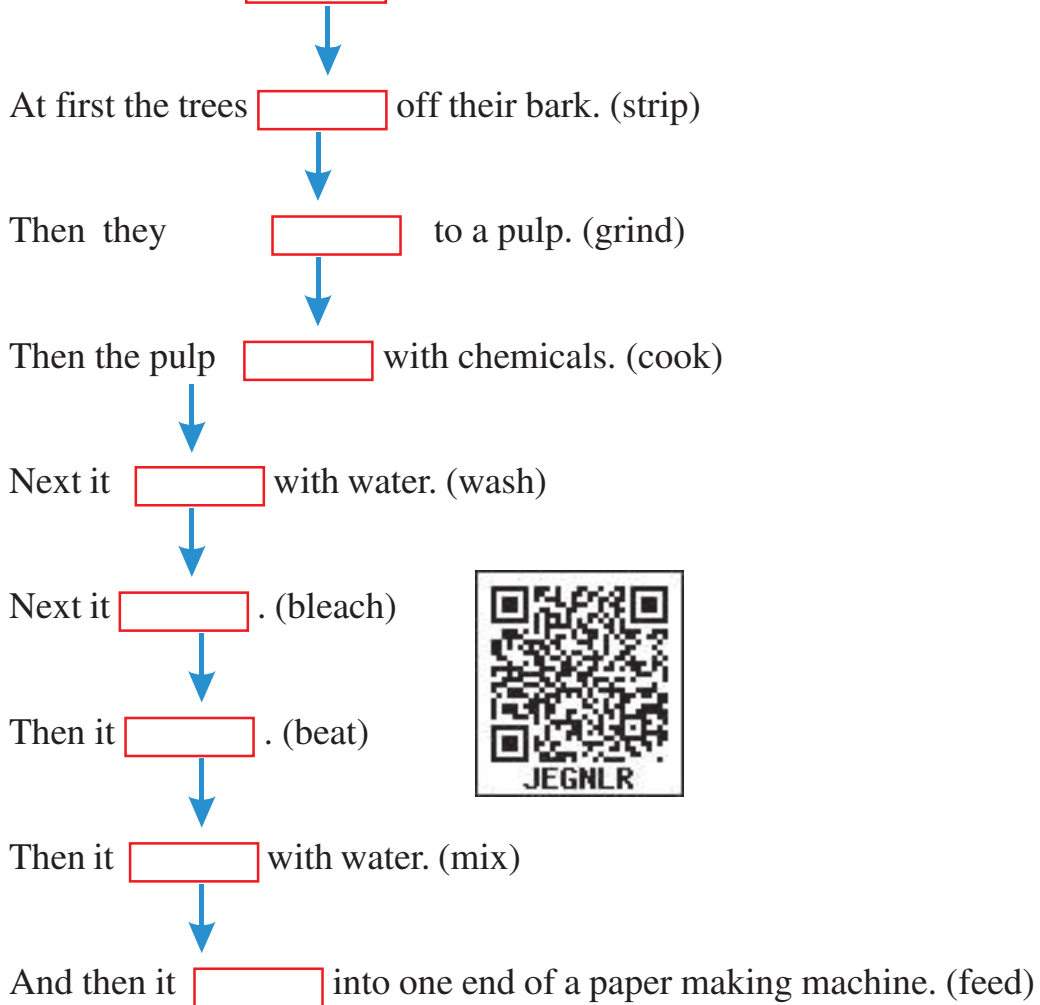 At first the trees off their bark. (strip)
Then they to a pulp. (grind)
Then the pulp with chemicals. (cook)
Next it with water. (wash)
Next it . (bleach)
Then it . (beat)
JEGNLR
Then it with water. (mix)
And then it into one end of a paper making machine. (feed)